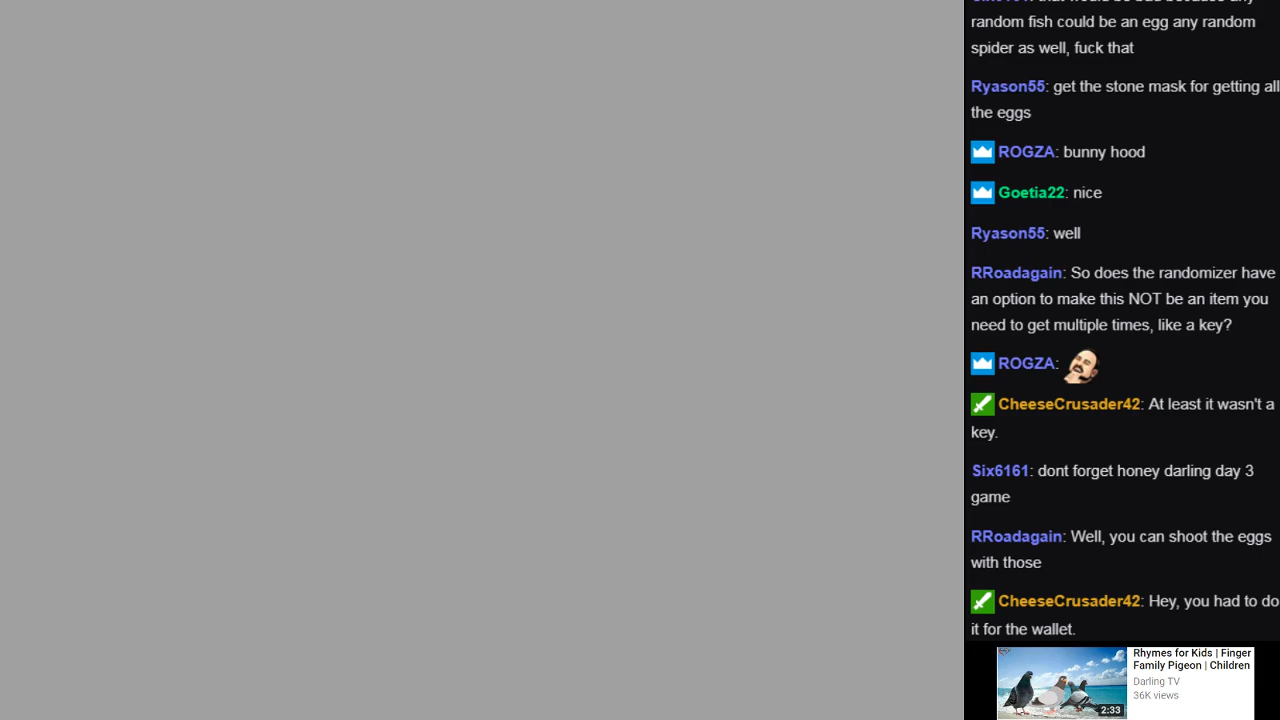 random fish could be an egg any random
spider as well, fuck that
Ryason55: get the stone mask for getting all
the eggs
ROGZA: bunny hood
Goetia22: nice
Ryason55: well
RRoadagain: So does the randomizer have
an option to make this NOT be an item you
need to get multiple times, like a key?
ROGZA:
CheeseCrusader42: At least it wasn't a
key.
Six6161: dont forget honey darling day 3
game
RRoadagain: Well, you can shoot the eggs
with those
CheeseCrusader42: Hey, you had to do
it for the wallet.
Rhymes for Kids | Finger
Family Pigeon | Children
Darling TV
36K views
2:33